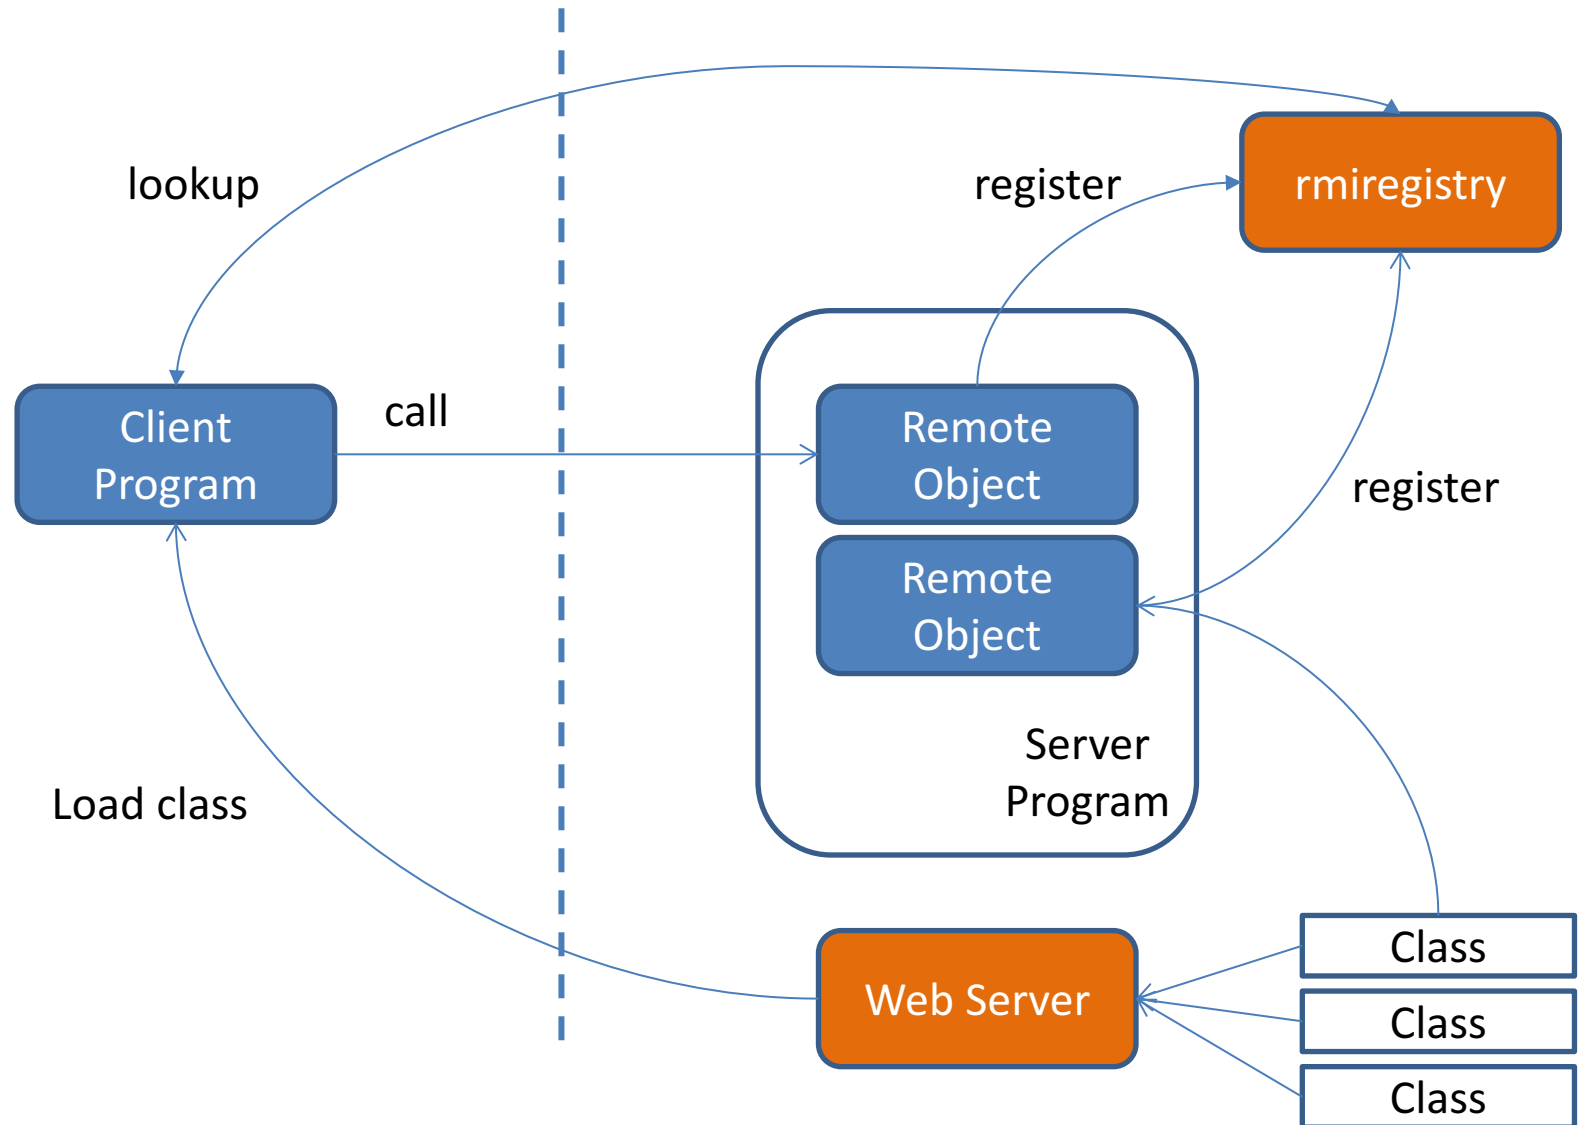 lookup
register
rmiregistry
call
Client
Program
Remote
Object
register
Remote
Object
Server
Program
Load class
Web Server
Class
Class
Class